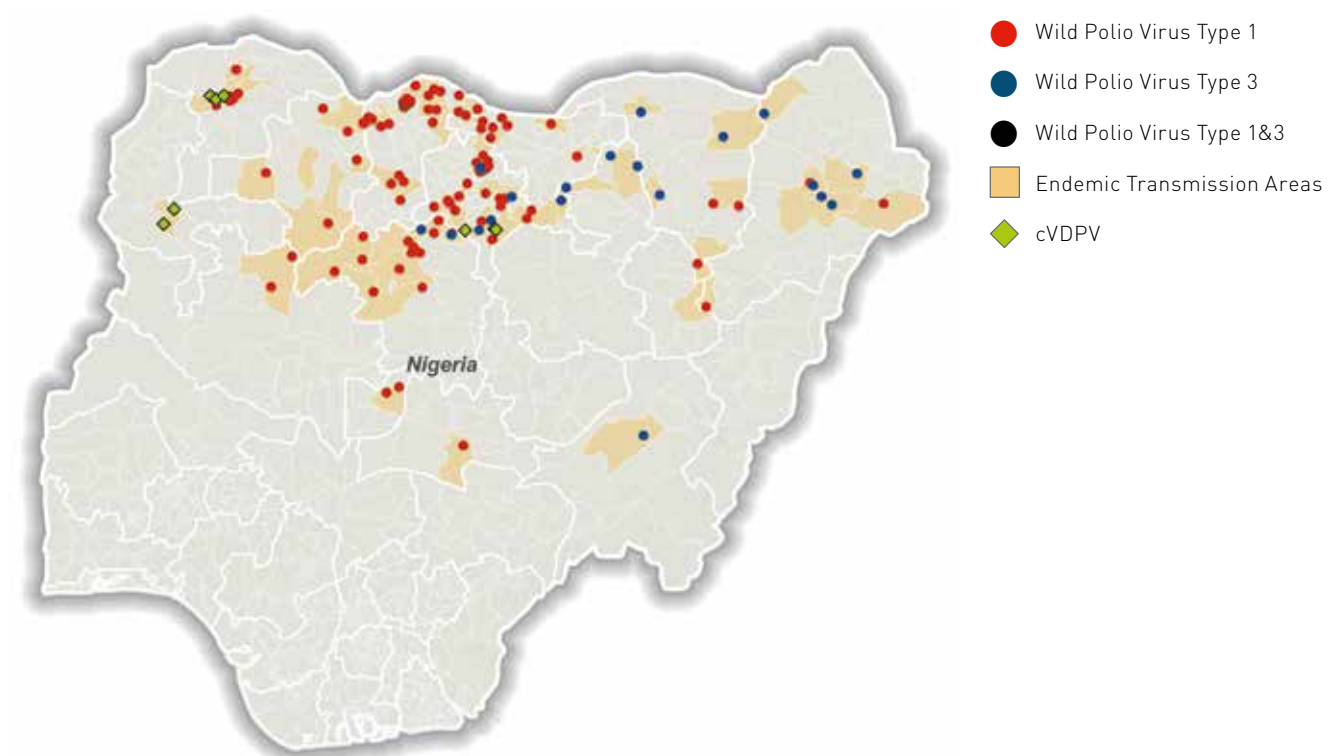 Wild Polio Virus Type 1
Wild Polio Virus Type 3
Wild Polio Virus Type 1&3
Endemic Transmission Areas
cVDPV
Nigeria